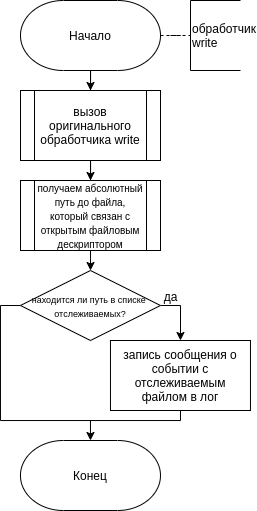 Начало
обработчик
write
вызов
оригинального
обработчика write
получаем абсолютный
путь до файла,
который связан с
открытым файловым
дескриптором
находится ли путь в списке
отслеживаемых?
да
запись сообщения о
событии с
отслеживаемым
файлом в лог
Конец